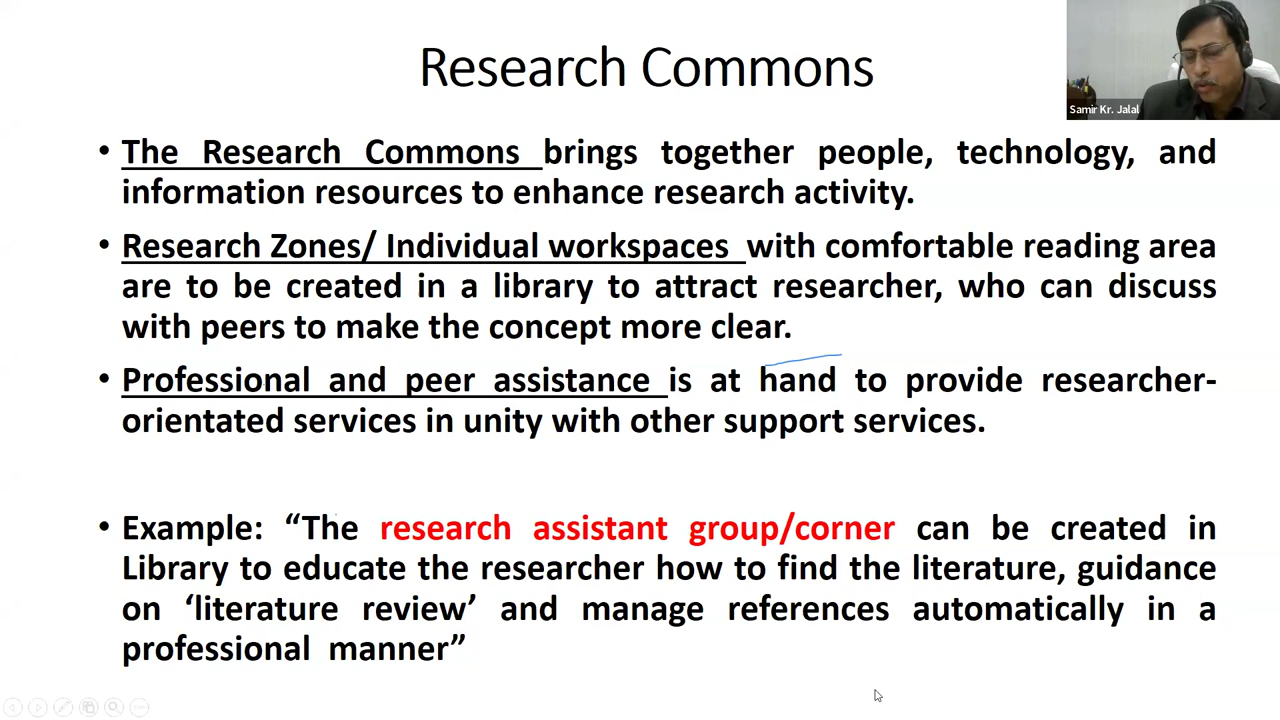 Research Commons
Samir Kr. Jalal
• The Research Commons brings together people, technology, and
information resources to enhance research activity.
• Research Zones/ Individual workspaces with comfortable reading area
are to be created in a library to attract researcher, who can discuss
with peers to make the concept more clear.
• Professional and peer assistance is at hand to provide researcher-
orientated services in unity with other support services.
• Example: “The research assistant group/corner can be created in
Library to educate the researcher how to find the literature, guidance
on ‘literature review’ and manage references automatically in a
professional manner”